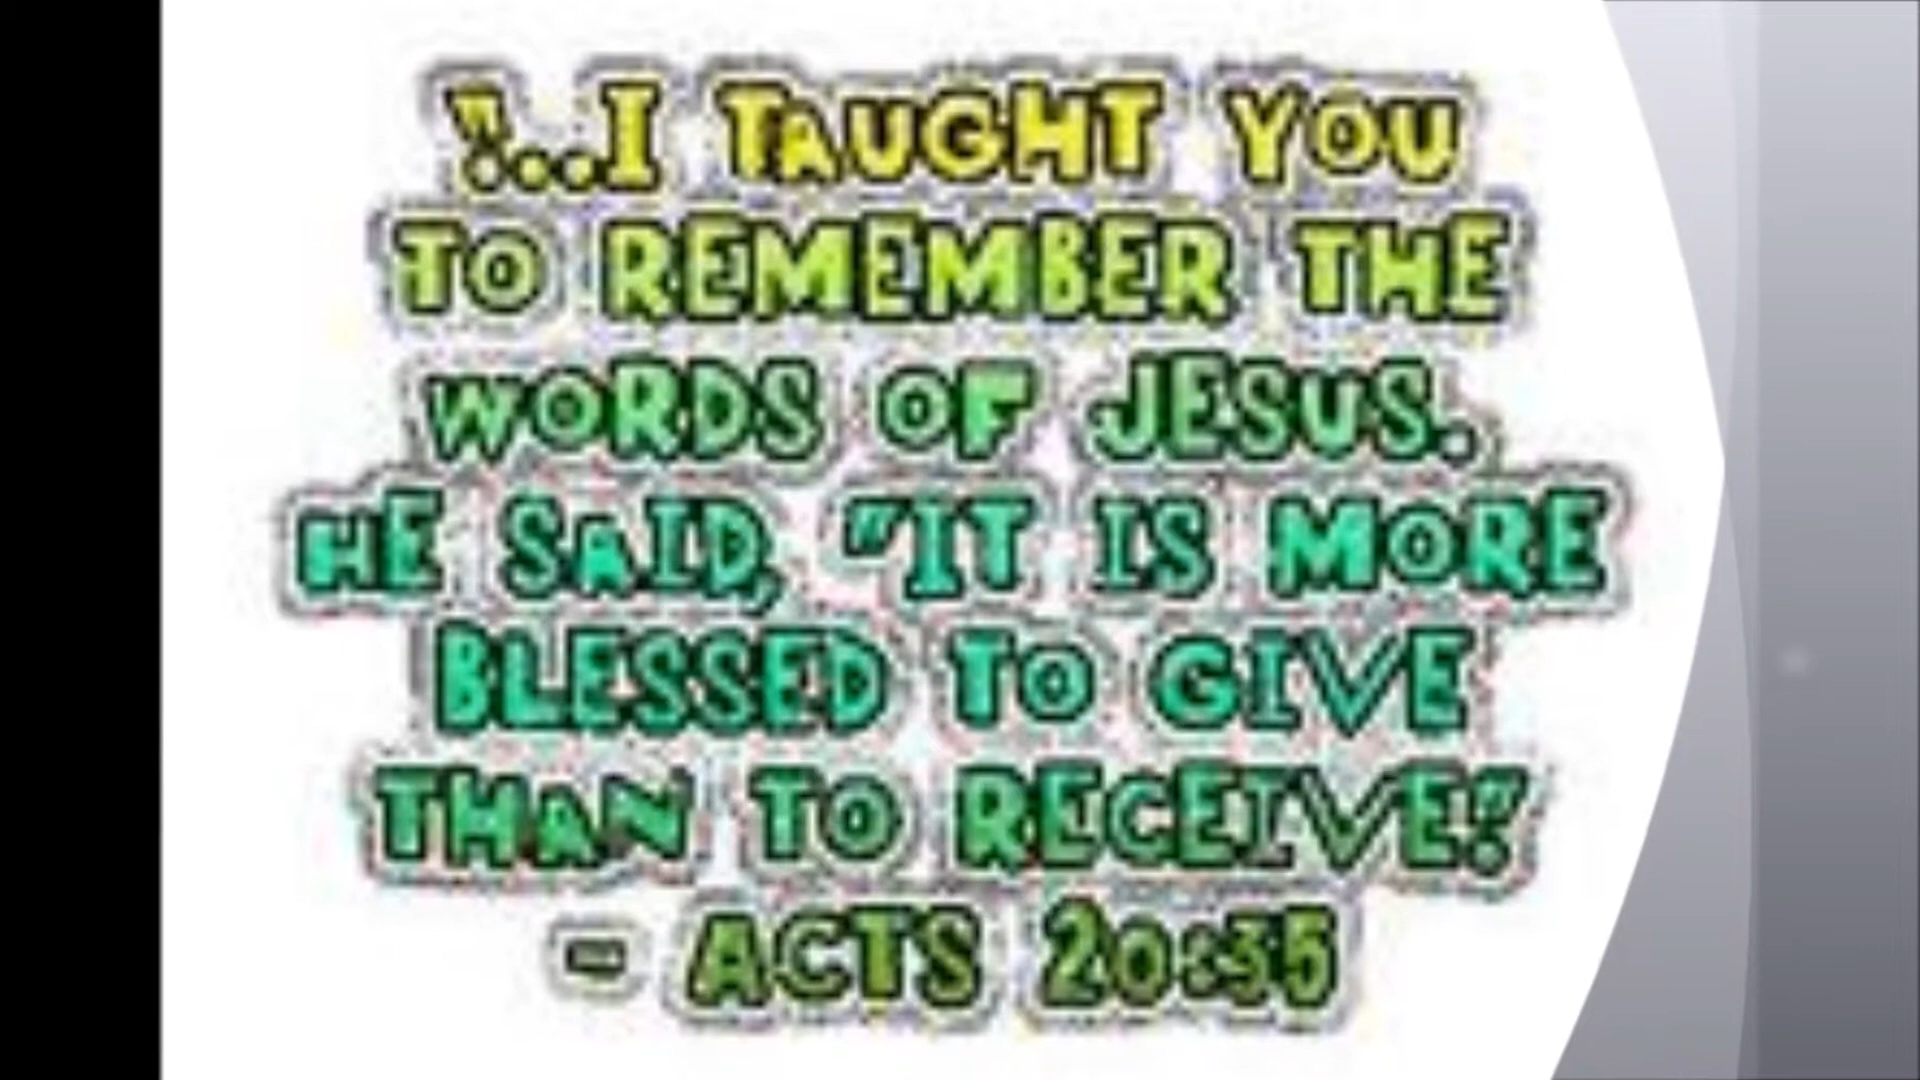 "...I TAUGHT YOU
TO REMEMBER THE
WORDS OF JESUS.
HE SAID, "IT IS MORE
BLESSED TO GIVE
THAN TO RECEIVE."
- ACTS 20:35